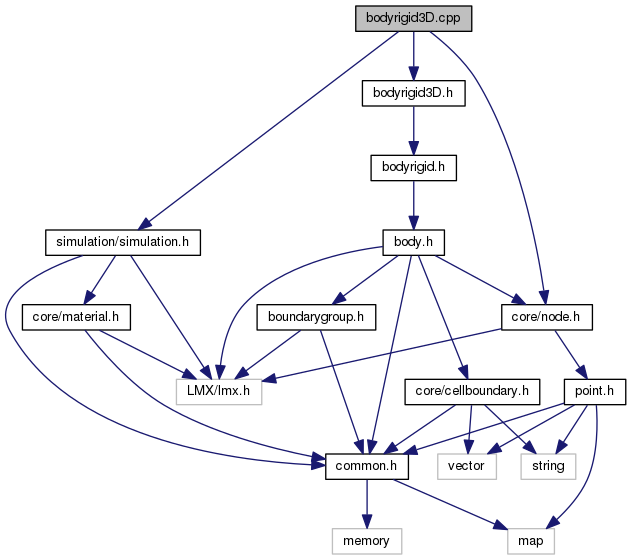 bodyrigid3D.cpp
bodyrigid3D.h
bodyrigid.h
simulation/simulation.h
body.h
core/material.h
boundarygroup.h
core/node.h
LMX/lmx.h
core/cellboundary.h
point.h
common.h
vector
string
memory
map